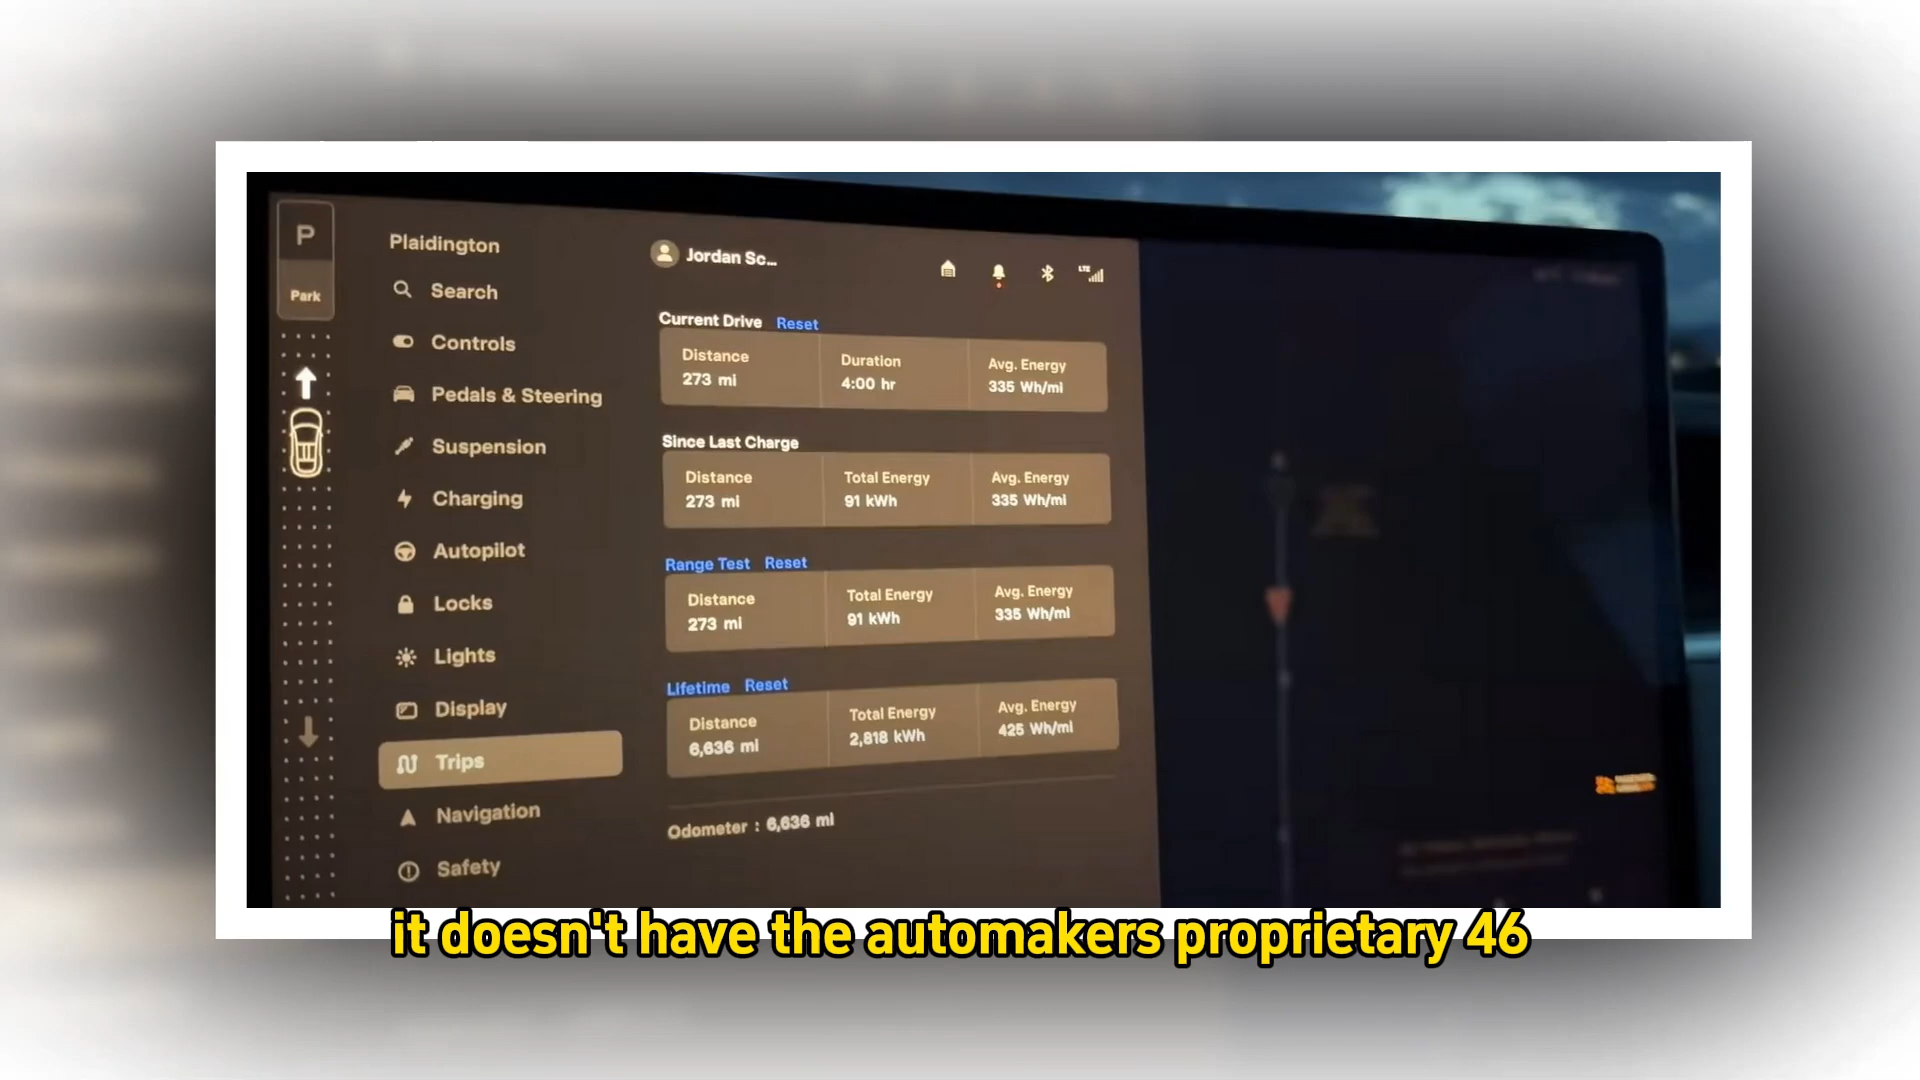 P
Park
Plaidington
Search
Controls
Pedals & Steering
Suspension
Charging
Autopilot
Locks
Lights
Display
Trips
Navigation
Safety
Jordan Sc...
LTE
Current Drive Reset
Distance Duration Avg. Energy
273 mi 4:00 hr 335 Wh/mi
Since Last Charge
Distance Total Energy Avg. Energy
273 mi 91 kWh 335 Wh/mi
Range Test Reset
Distance Total Energy Avg. Energy
273 mi 91 kWh 335 Wh/mi
Lifetime Reset
Distance Total Energy Avg. Energy
6,636 mi 2,818 kWh 425 Wh/mi
Odometer : 6,636 mi
it doesn't have the automakers proprietary 46